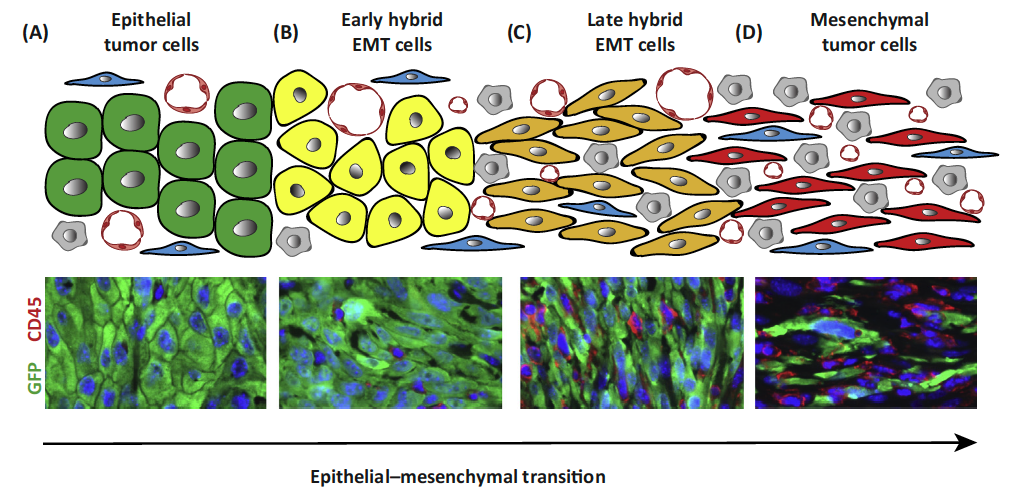 (A)
Epithelial
tumor cells
(B)
Early hybrid
EMT cells
(C)
Late hybrid
EMT cells
(D)
Mesenchymal
tumor cells
GFP CD45
Epithelial–mesenchymal transition